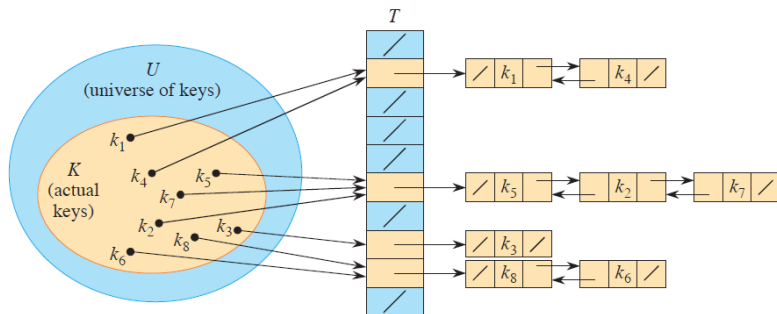 T
U
(universe of keys)
k₁ k₄
k₁
K
(actual
keys)
k₄ k₅
k₇
k₅ k₂ k₇
k₂
k₈ k₃
k₃
k₆
k₈ k₆